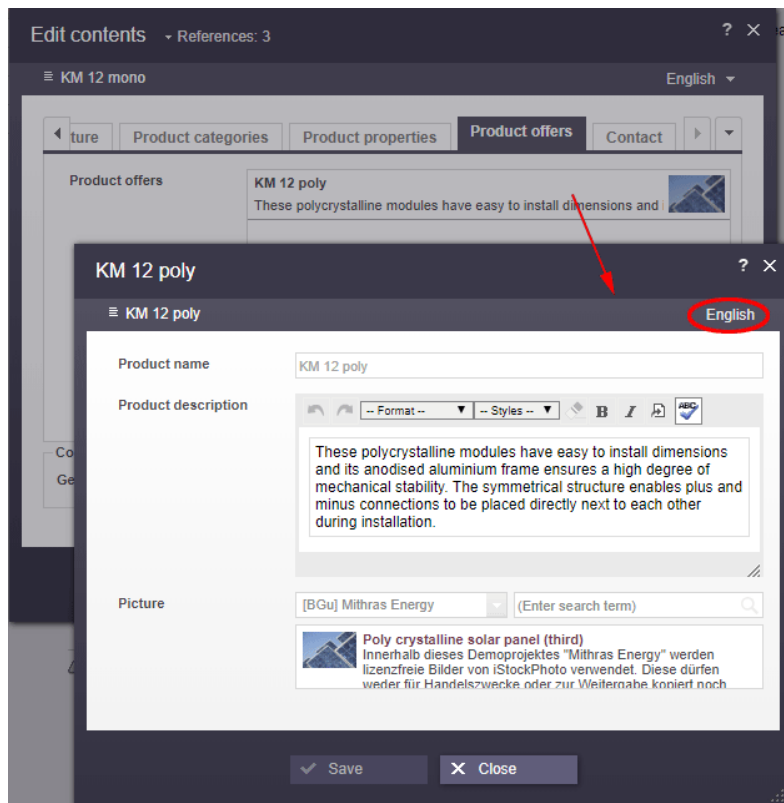 Edit contents References: 3 ?
KM 12 mono English
ture Product categories Product properties Product offers Contact
Product offers KM 12 poly
These polycrystalline modules have easy to install dimensions and
KM 12 poly ?
KM 12 poly English
Product name KM 12 poly
Product description -- Format -- -- Styles -- B I ABC
These polycrystalline modules have easy to install dimensions
and its anodised aluminium frame ensures a high degree of
mechanical stability. The symmetrical structure enables plus and
minus connections to be placed directly next to each other
during installation.
Co
Ge
Picture [BGu] Mithras Energy (Enter search term)
Poly crystalline solar panel (third)
Innerhalb dieses Demoprojektes "Mithras Energy" werden
lizenzfreie Bilder von iStockPhoto verwendet. Diese dürfen
weder für Handelszwecke oder zur Weitergabe kopiert noch
Save Close